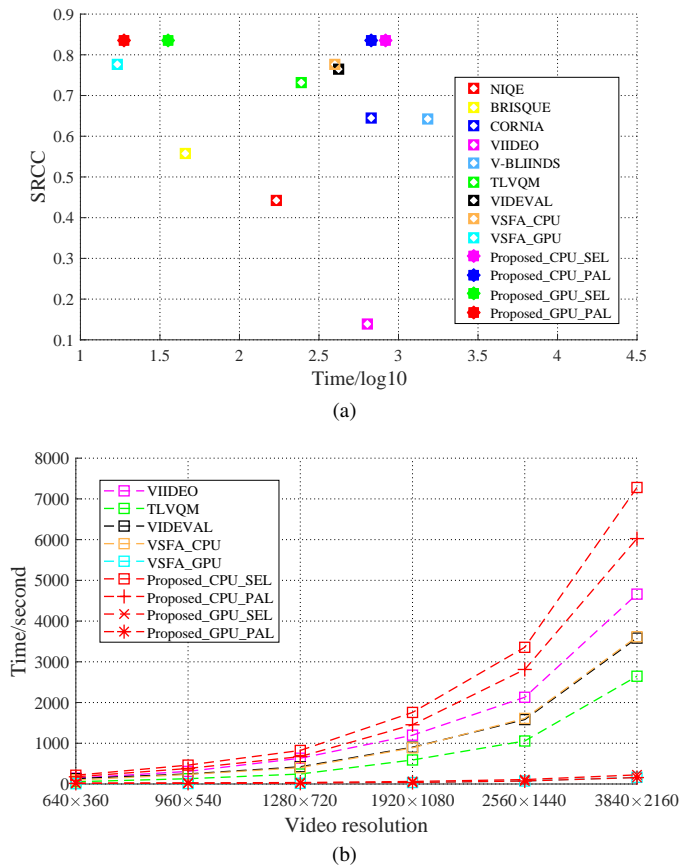 0.9
0.8
0.7
0.6
0.5
0.4
0.3
0.2
0.1
SRCC
NIQE
BRISQUE
CORNIA
VIIDEO
V-BLIINDS
TLVQM
VIDEVAL
VSFA_CPU
VSFA_GPU
Proposed_CPU_SEL
Proposed_CPU_PAL
Proposed_GPU_SEL
Proposed_GPU_PAL
1 1.5 2 2.5 3 3.5 4 4.5
Time/log10
(a)
8000
7000
6000
5000
4000
3000
2000
1000
0
Time/second
VIIDEO
TLVQM
VIDEVAL
VSFA_CPU
VSFA_GPU
Proposed_CPU_SEL
Proposed_CPU_PAL
Proposed_GPU_SEL
Proposed_GPU_PAL
640×360 960×540 1280×720 1920×1080 2560×1440 3840×2160
Video resolution
(b)